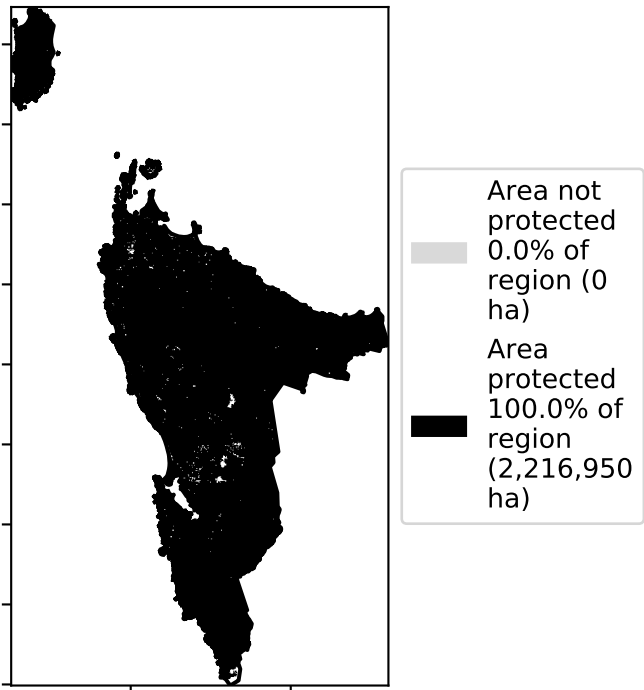 Area not
protected
0.0% of
region (0
ha)
Area
protected
100.0% of
region
(2,216,950
ha)